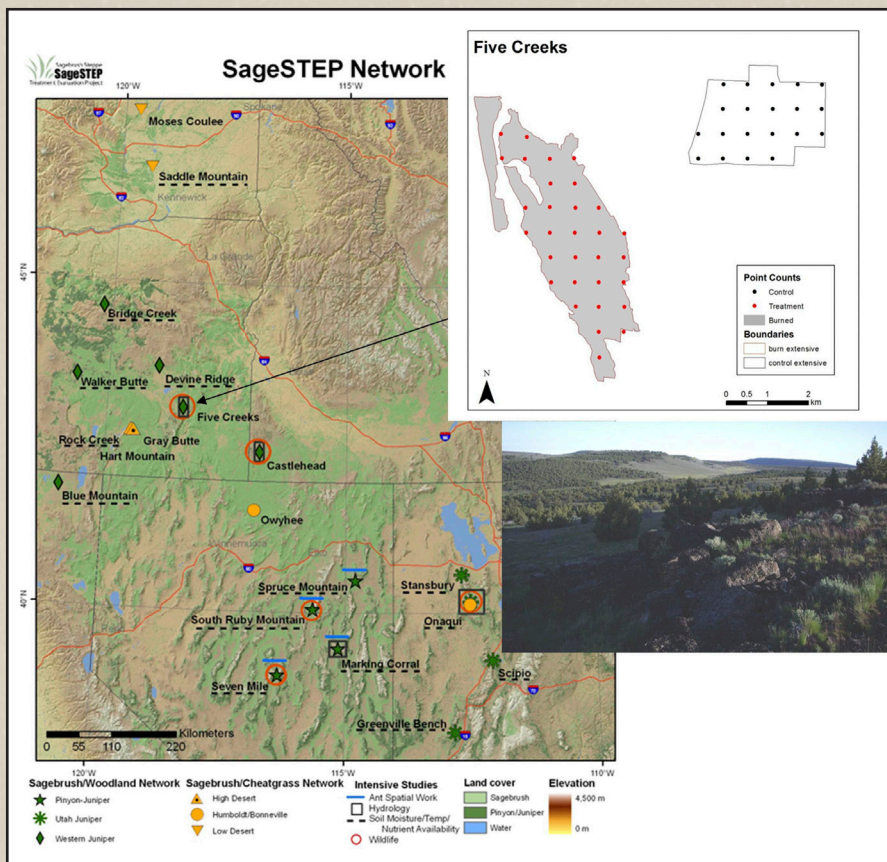 Sagebrush Steppe
SageSTEP
Treatment Evaluation Project
SageSTEP Network
120°W
115°W
Spokane
Moses Coulee
Saddle Mountain
Kennewick
La Grande
45°N
Bridge Creek
Walker Butte
Devine Ridge
Five Creeks
Rock Creek
Gray Butte
Hart Mountain
Castlehead
Blue Mountain
Owyhee
Winnemucca
Elko
40°N
Spruce Mountain
Stansbury
South Ruby Mountain
Onaqui
Marking Corral
Seven Mile
Scipio
Greenville Bench
Kilometers
0 55 110 220
120°W
115°W
110°W
Sagebrush/Woodland Network
Pinyon-Juniper
Utah Juniper
Western Juniper
Sagebrush/Cheatgrass Network
High Desert
Humboldt/Bonneville
Low Desert
Intensive Studies
Ant Spatial Work
Hydrology
Soil Moisture/Temp/
Nutrient Availability
Wildlife
Land cover
Sagebrush
Pinyon/Juniper
Water
Elevation
4,500 m
0 m
Five Creeks
Point Counts
Control
Treatment
Burned
Boundaries
burn extensive
control extensive
N
0 0.5 1 2
km